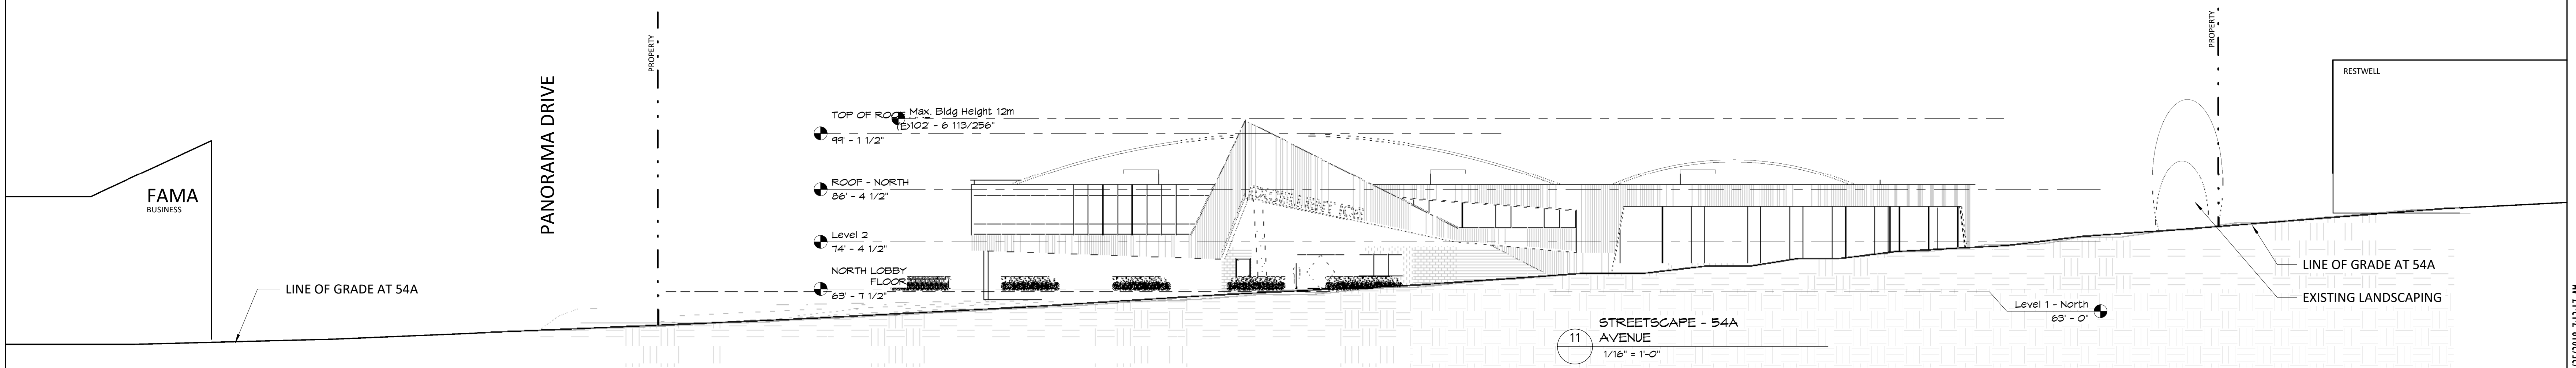 FAMA
BUSINESS
LINE OF GRADE AT 54A
PANORAMA DRIVE
PROPERTY
TOP OF ROOF
99' - 1 1/2"
Max. Bldg Height 12m
(E)102' - 6 113/256"
ROOF - NORTH
86' - 4 1/2"
Level 2
74' - 4 1/2"
NORTH LOBBY
FLOOR
63' - 7 1/2"
11
STREETSCAPE - 54A
AVENUE
1/16" = 1'-0"
Level 1 - North
63' - 0"
PROPERTY
RESTWELL
LINE OF GRADE AT 54A
EXISTING LANDSCAPING